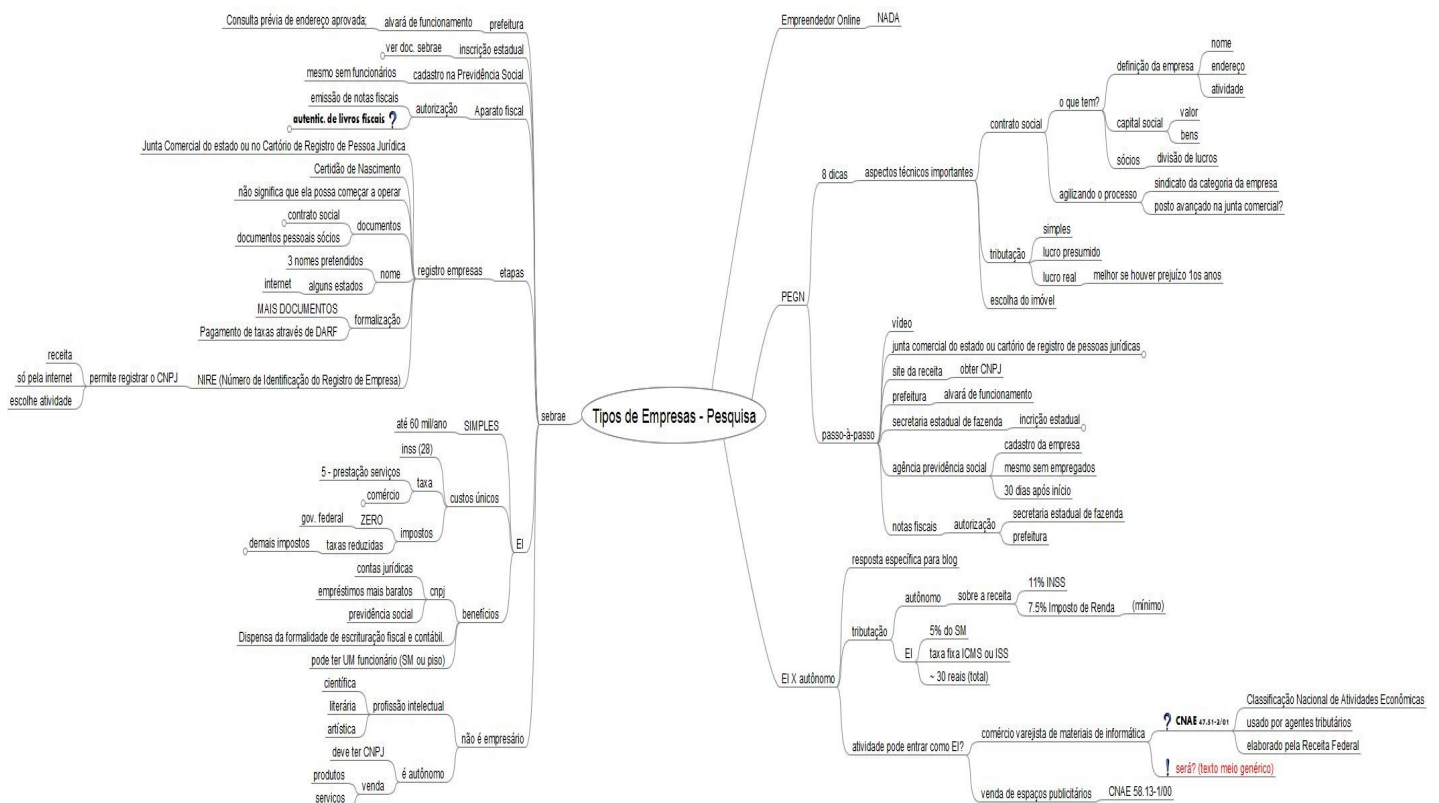 Tipos de Empresas - Pesquisa
Empreendedor Online
NADA
PEGN
8 dicas
aspectos técnicos importantes
contrato social
o que tem?
definição da empresa
nome
endereço
atividade
capital social
valor
bens
sócios
divisão de lucros
agilizando o processo
sindicato da categoria da empresa
posto avançado na junta comercial?
tributação
simples
lucro presumido
lucro real
melhor se houver prejuízo 1os anos
escolha do imóvel
passo-à-passo
vídeo
junta comercial do estado ou cartório de registro de pessoas jurídicas
site da receita
obter CNPJ
prefeitura
alvará de funcionamento
secretaria estadual de fazenda
incrição estadual
agência previdência social
cadastro da empresa
mesmo sem empregados
30 dias após início
notas fiscais
autorização
secretaria estadual de fazenda
prefeitura
EI X autônomo
resposta específica para blog
tributação
autônomo
sobre a receita
11% INSS
7.5% Imposto de Renda
(mínimo)
EI
5% do SM
taxa fixa ICMS ou ISS
~ 30 reais (total)
atividade pode entrar como EI?
comércio varejista de materiais de informática
? CNAE 47.51-2/01
Classificação Nacional de Atividades Econômicas
usado por agentes tributários
elaborado pela Receita Federal
! será? (texto meio genérico)
venda de espaços publicitários
CNAE 58.13-1/00
sebrae
prefeitura
alvará de funcionamento
Consulta prévia de endereço aprovada;
inscrição estadual
ver doc. sebrae
cadastro na Previdência Social
mesmo sem funcionários
Aparato fiscal
autorização
emissão de notas fiscais
autentic. de livros fiscais ?
etapas
registro empresas
Junta Comercial do estado ou no Cartório de Registro de Pessoa Jurídica
Certidão de Nascimento
não significa que ela possa começar a operar
documentos
contrato social
documentos pessoais sócios
nome
3 nomes pretendidos
alguns estados
internet
formalização
MAIS DOCUMENTOS
Pagamento de taxas através de DARF
NIRE (Número de Identificação do Registro de Empresa)
permite registrar o CNPJ
receita
só pela internet
escolhe atividade
EI
SIMPLES
até 60 mil/ano
custos únicos
inss (28)
taxa
5 - prestação serviços
comércio
impostos
ZERO
gov. federal
taxas reduzidas
demais impostos
benefícios
cnpj
contas jurídicas
empréstimos mais baratos
previdência social
Dispensa da formalidade de escrituração fiscal e contábil.
pode ter UM funcionário (SM ou piso)
não é empresário
profissão intelectual
científica
literária
artística
é autônomo
deve ter CNPJ
venda
produtos
serviços